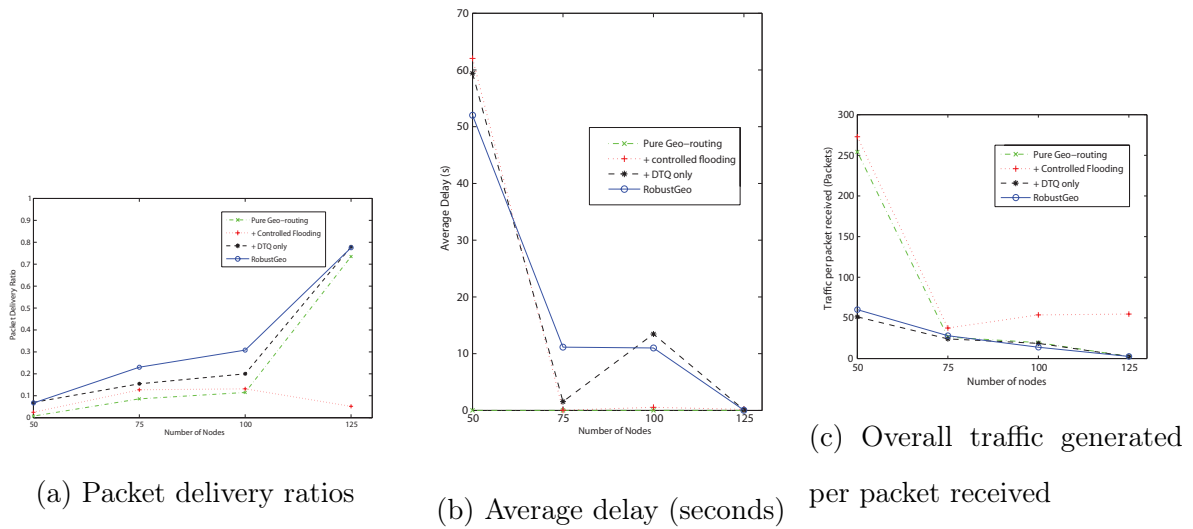 1
0.9
0.8
0.7
0.6
0.5
0.4
0.3
0.2
0.1
0
50
75
100
125
Packet Delivery Ratio
Number of Nodes
Pure Geo-routing
+ Controlled Flooding
+ DTQ only
RobustGeo
(a) Packet delivery ratios
70
60
50
40
30
20
10
0
50
75
100
125
Average Delay (s)
Number of Nodes
Pure Geo-routing
+ controlled flooding
+ DTQ only
RobustGeo
(b) Average delay (seconds)
300
250
200
150
100
50
0
50
75
100
125
Traffic per packet received (Packets)
Number of nodes
Pure Geo-routing
+ Controlled Flooding
+ DTQ only
RobustGeo
(c) Overall traffic generated
per packet received